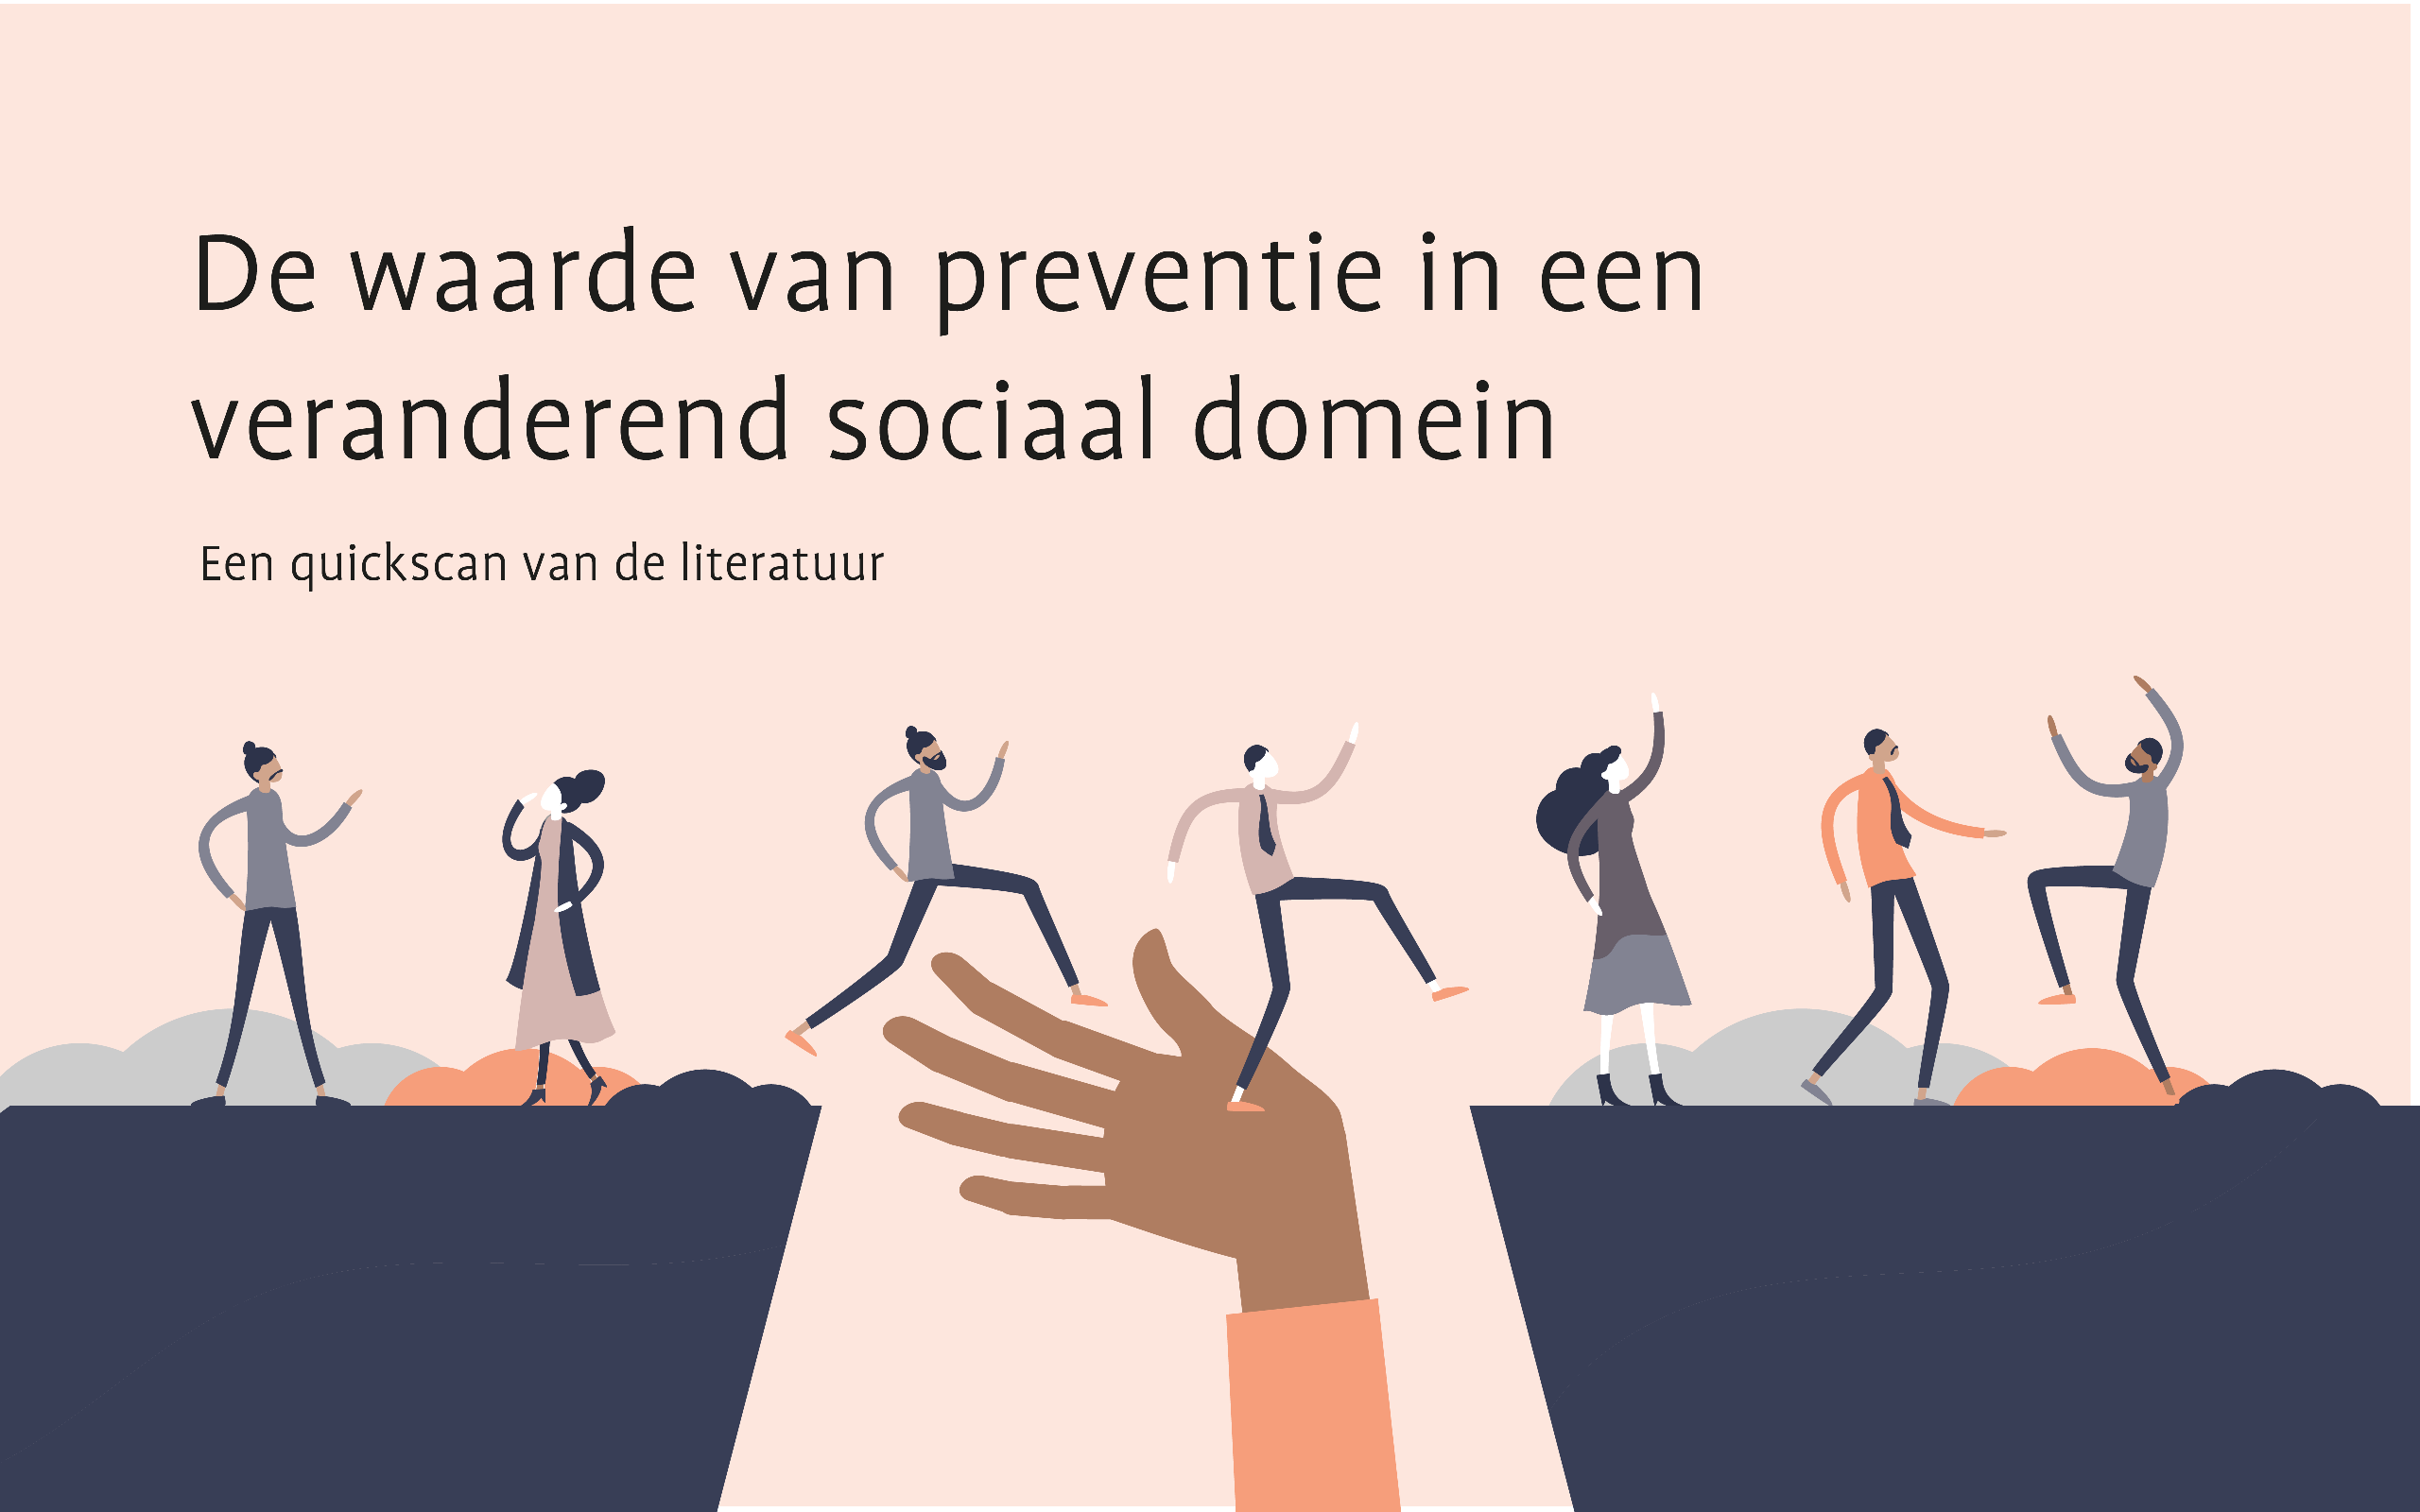 De waarde van preventie in een
veranderend sociaal domein
Een quickscan van de literatuur